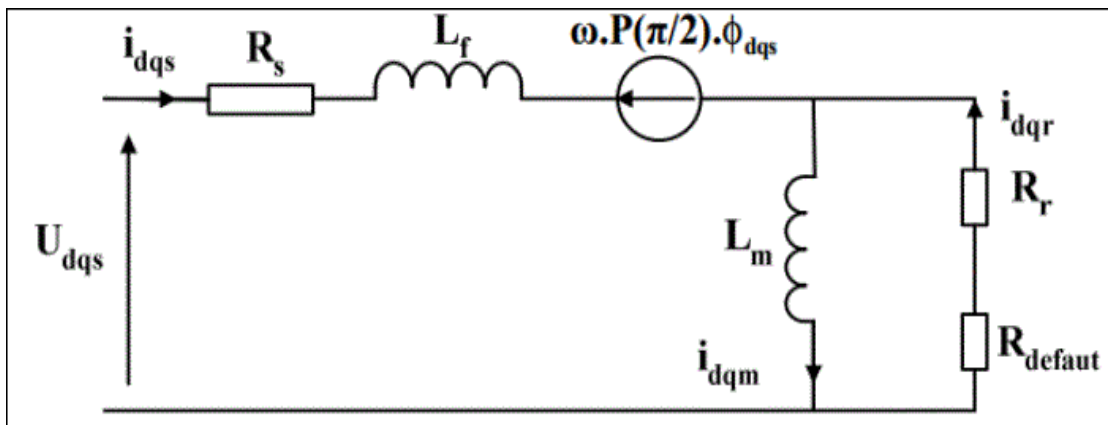 i_dqs
R_s
L_f
ω.P(π/2).ϕ_dqs
i_dqr
R_r
U_dqs
L_m
i_dqm
R_defaut